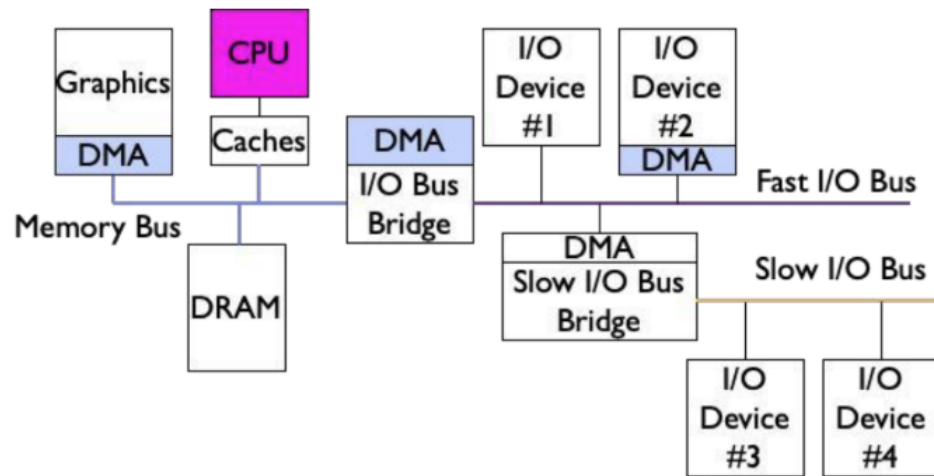 Graphics
DMA
CPU
Caches
DMA
I/O Bus
Bridge
I/O
Device
#1
I/O
Device
#2
DMA
Fast I/O Bus
Memory Bus
DRAM
DMA
Slow I/O Bus
Bridge
Slow I/O Bus
I/O
Device
#3
I/O
Device
#4